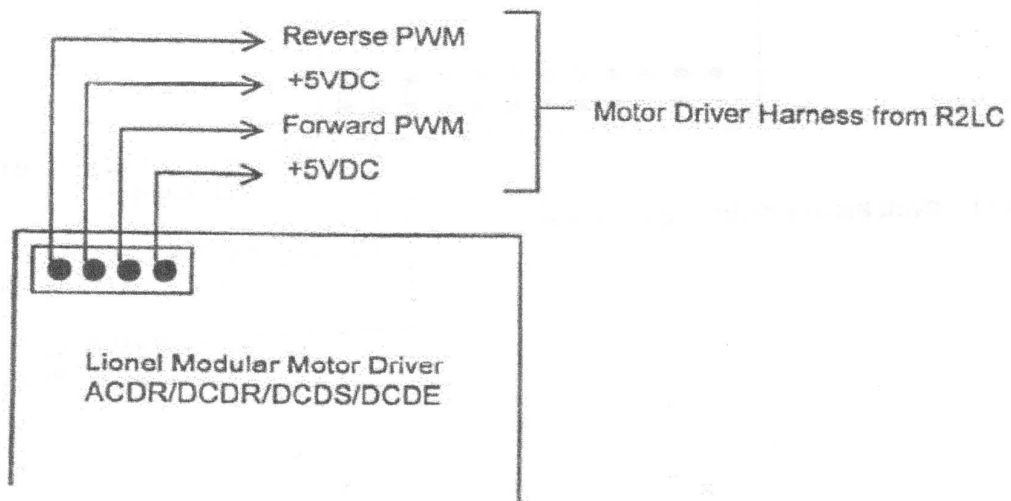 Reverse PWM
+5VDC
Forward PWM
+5VDC
Motor Driver Harness from R2LC
Lionel Modular Motor Driver
ACDR/DCDR/DCDS/DCDE